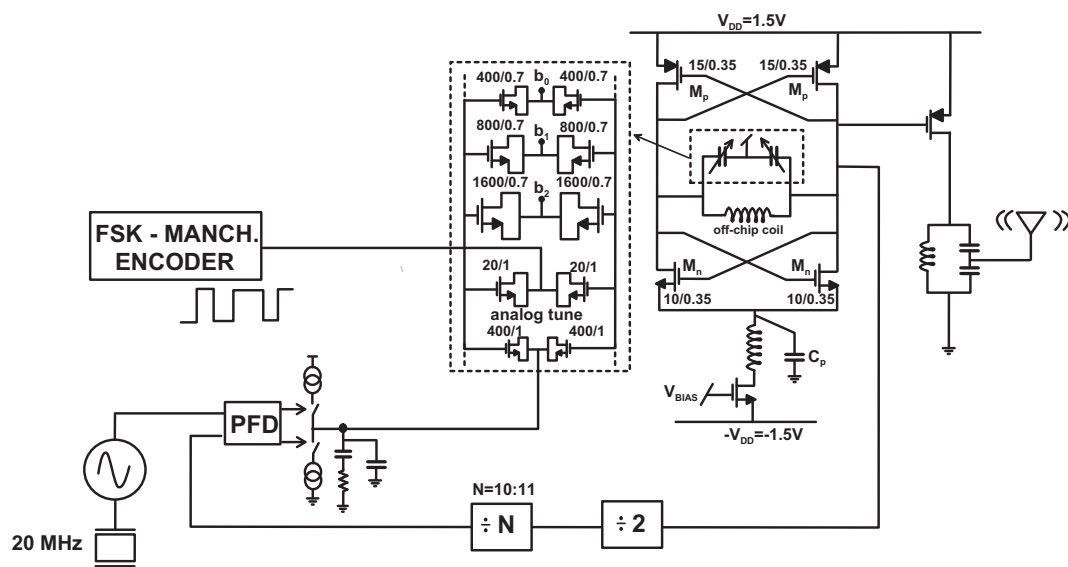 V_DD=1.5V
15/0.35 15/0.35
M_p M_p
400/0.7 b_0 400/0.7
800/0.7 b_1 800/0.7
1600/0.7 b_2 1600/0.7
off-chip coil
FSK - MANCH.
ENCODER
20/1 20/1
analog tune
400/1 400/1
M_n M_n
10/0.35 10/0.35
C_p
V_BIAS
-V_DD=-1.5V
PFD
N=10:11
÷ N
÷ 2
20 MHz